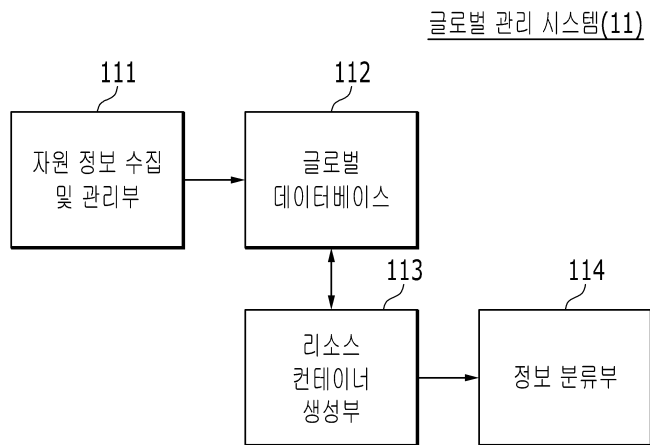 글로벌 관리 시스템(11)
111
112
자원 정보 수집
및 관리부
글로벌
데이터베이스
113
114
리소스
컨테이너
생성부
정보 분류부